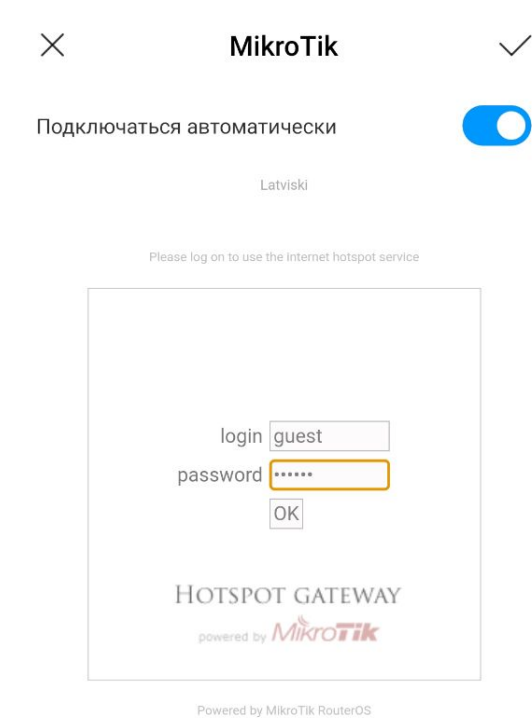 MikroTik
Подключаться автоматически
Latviski
Please log on to use the internet hotspot service
login guest
password ••••••
OK
HOTSPOT GATEWAY
powered by MikroTik
Powered by MikroTik RouterOS